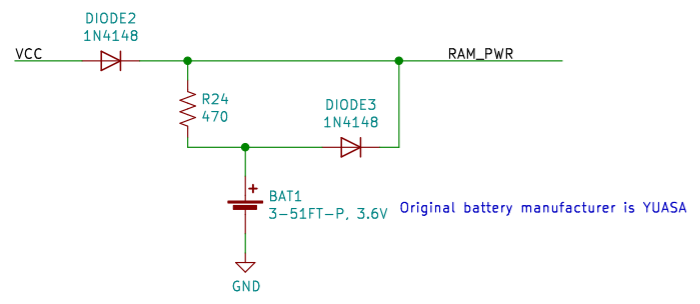 DIODE2
1N4148
VCC
RAM_PWR
R24
470
DIODE3
1N4148
+
BAT1
3-51FT-P, 3.6V
Original battery manufacturer is YUASA
GND